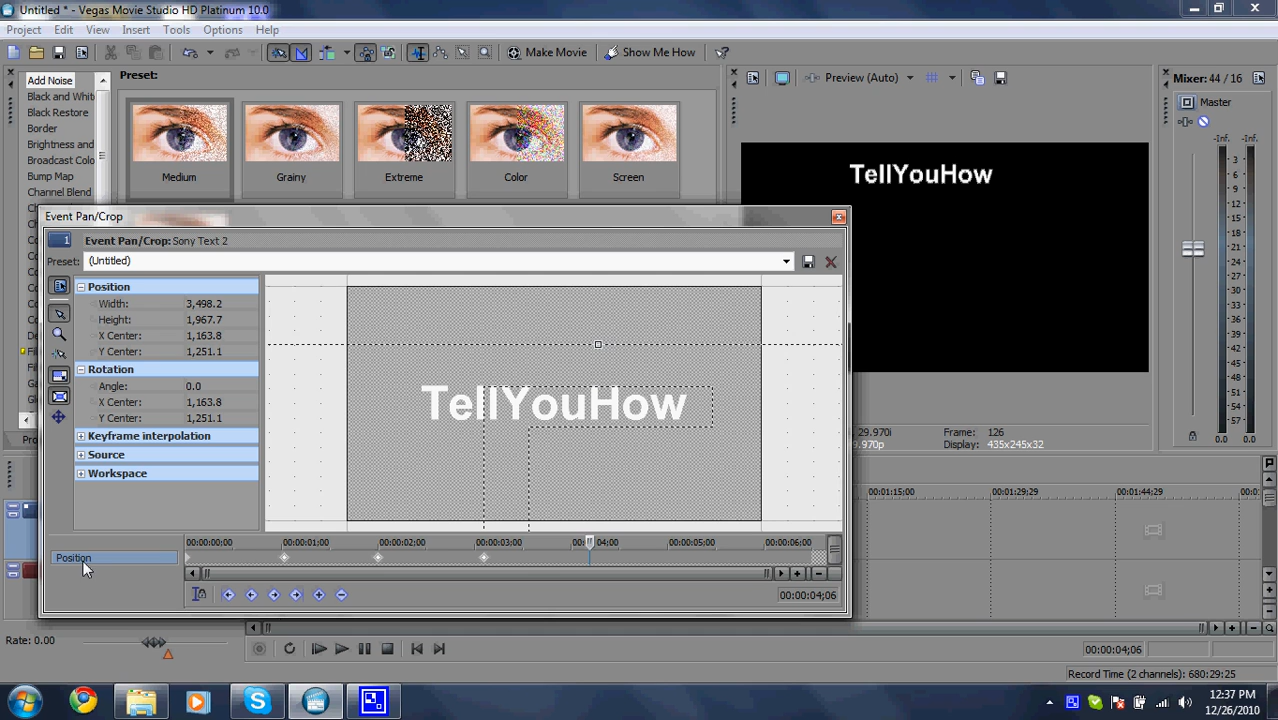 Untitled * - Vegas Movie Studio HD Platinum 10.0
Project Edit View Insert Tools Options Help
Make Movie Show Me How
Add Noise
Black and Whit
Black Restore
Border
Brightness and
Broadcast Colo
Bump Map
Channel Blend
Preset:
Medium Grainy Extreme Color Screen
Preview (Auto)
TellYouHow
Mixer: 44 / 16
Master
-Inf. -Inf.
3
6
9
12
15
18
21
24
27
30
33
36
39
42
45
48
51
54
57
0.0 0.0
Event Pan/Crop
Event Pan/Crop: Sony Text 2
Preset: (Untitled)
Position
Width: 3,498.2
Height: 1,967.7
X Center: 1,163.8
Y Center: 1,251.1
Rotation
Angle: 0.0
X Center: 1,163.8
Y Center: 1,251.1
Keyframe interpolation
Source
Workspace
TellYouHow
00:00:00;00 00:00:01;00 00:00:02;00 00:00:03;00 04;00 00:00:05;00 00:00:06;00
Position
00:00:04;06
29.970i Frame: 126
Display: 435x245x32
00:01:15;00 00:01:29;29 00:01:44;29
Rate: 0.00
00:00:04;06
Record Time (2 channels): 680:29:25
12:37 PM
12/26/2010